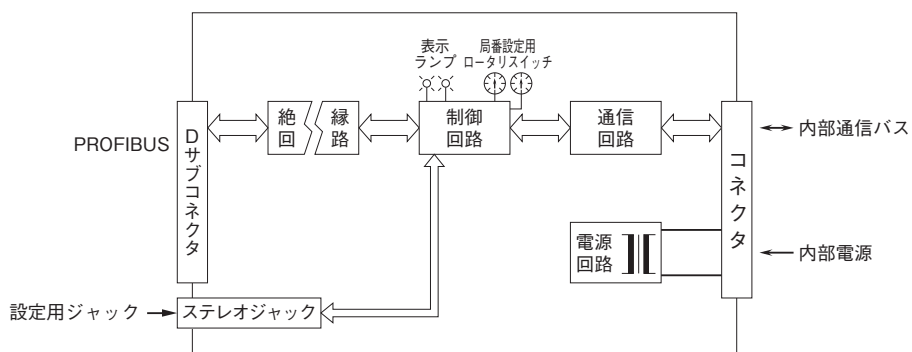 表示
ランプ
局番設定用
ロータリスイッチ
PROFIBUS
Dサブコネクタ
絶縁
回路
制御
回路
通信
回路
コネクタ
内部通信バス
電源
回路
内部電源
設定用ジャック
ステレオジャック